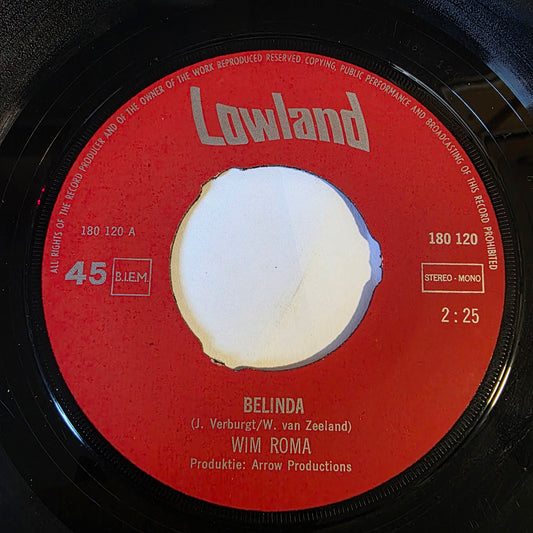 ALL RIGHTS OF THE RECORD PRODUCER AND OF THE OWNER OF THE WORK REPRODUCED RESERVED. COPYING, PUBLIC PERFORMANCE AND BROADCASTING OF THIS RECORD PROHIBITED
Lowland
180 120 A
180 120
45 B.I.E.M.
STEREO - MONO
2 : 25
BELINDA
(J. Verburgt/W. van Zeeland)
WIM ROMA
Produktie: Arrow Productions